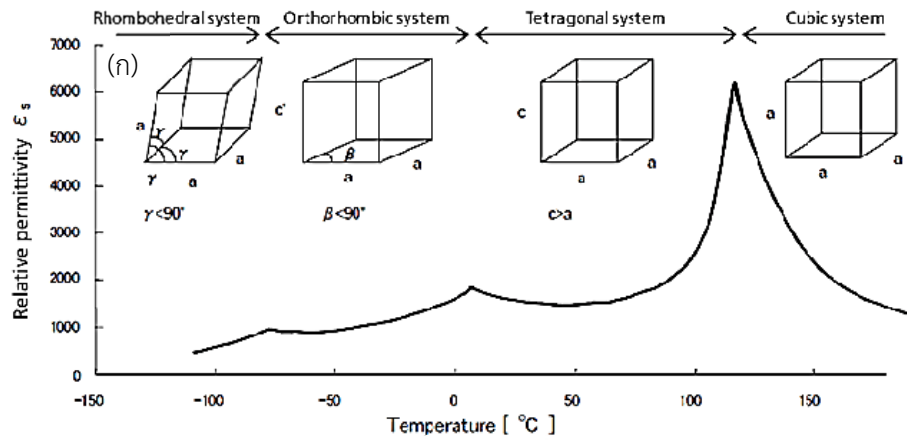 Rhombohedral system Orthorhombic system Tetragonal system Cubic system
7000
6000
5000
4000
3000
2000
1000
0
Relative permittivity ε s
(ก)
a γ γ γ a a
γ<90°
c' β a a
β<90°
c a a
c>a
a a a
-150 -100 -50 0 50 100 150
Temperature [ °C]